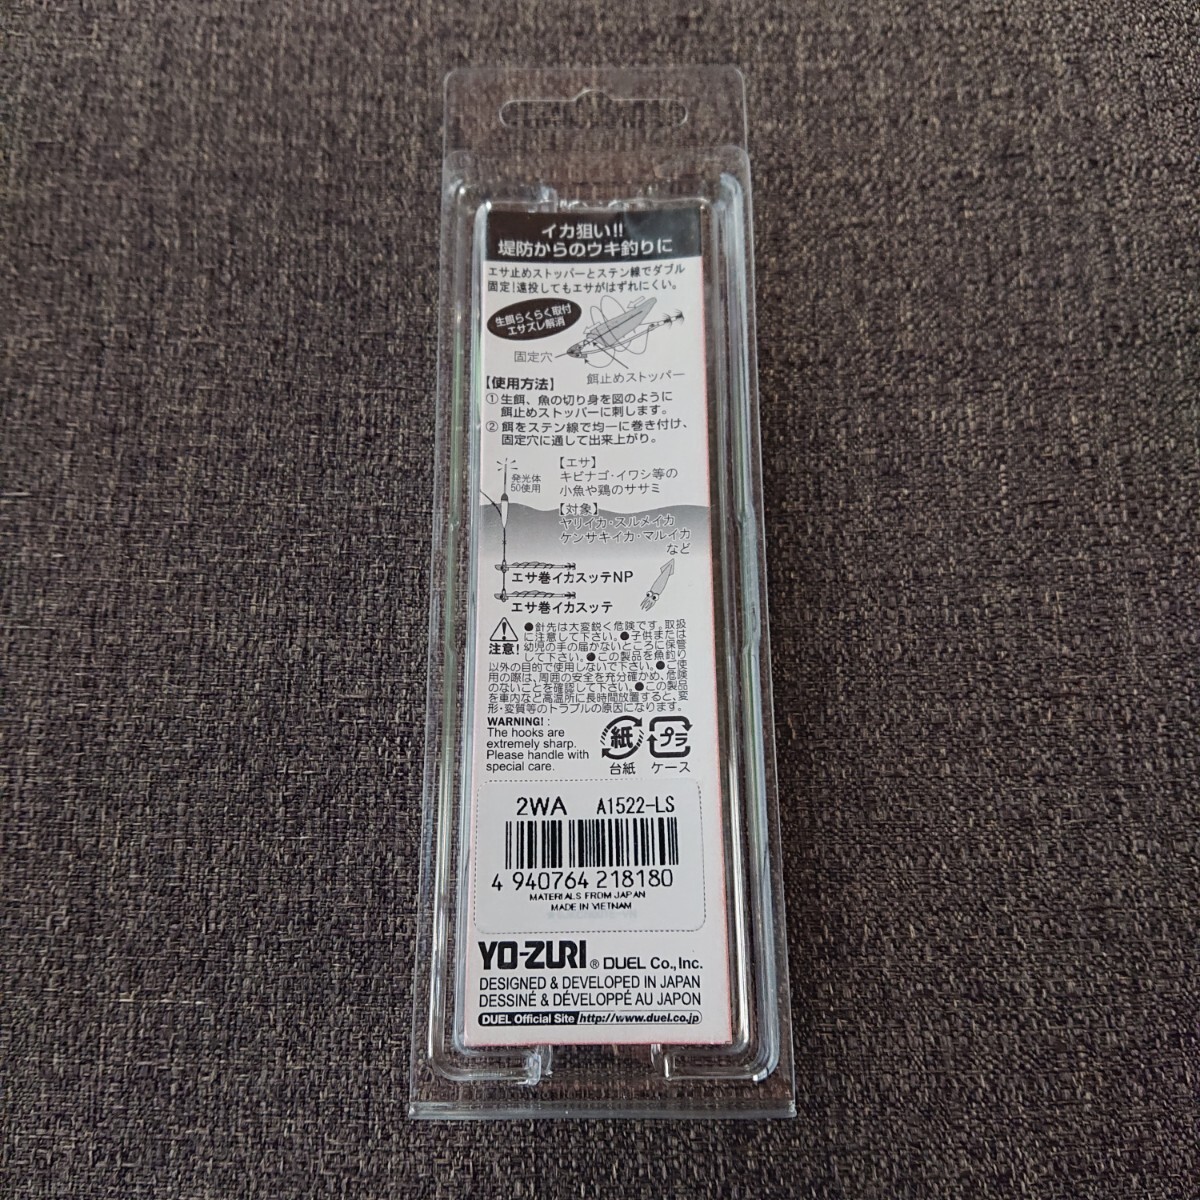 イカ狙い!!
堤防からのウキ釣りに
エサ止めストッパーとステン線でダブル
固定!遠投してもエサがはずれにくい。
生餌らくらく取付
エサズレ解消
固定穴
餌止めストッパー
【使用方法】
① 生餌、魚の切り身を図のように
餌止めストッパーに刺します。
② 餌をステン線で均一に巻き付け、
固定穴に通して出来上がり。
発光体
50使用
【エサ】
キビナゴ・イワシ等の
小魚や鶏のササミ
【対象】
ヤリイカ・スルメイカ
ケンサキイカ・マルイカ
など
エサ巻イカスッテNP
エサ巻イカスッテ
注意!
●針先は大変鋭く危険です。取扱
に注意して下さい。●子供または
幼児の手の届かないところに保管
して下さい。●この製品を魚釣り
以外の目的で使用しないで下さい。●ご使
用の際は、周囲の安全を充分確かめ、危険
のないことを確認して下さい。●この製品
を車内など高温所に長時間放置すると、変
形・変質等のトラブルの原因になります。
WARNING! :
The hooks are
extremely sharp.
Please handle with
special care.
紙
台紙
プラ
ケース
2WA A1522-LS
4 940764 218180
MATERIALS FROM JAPAN
MADE IN VIETNAM
YO-ZURI ® DUEL Co., Inc.
DESIGNED & DEVELOPED IN JAPAN
DESSINÉ & DÉVELOPPÉ AU JAPON
DUEL Official Site http://www.duel.co.jp